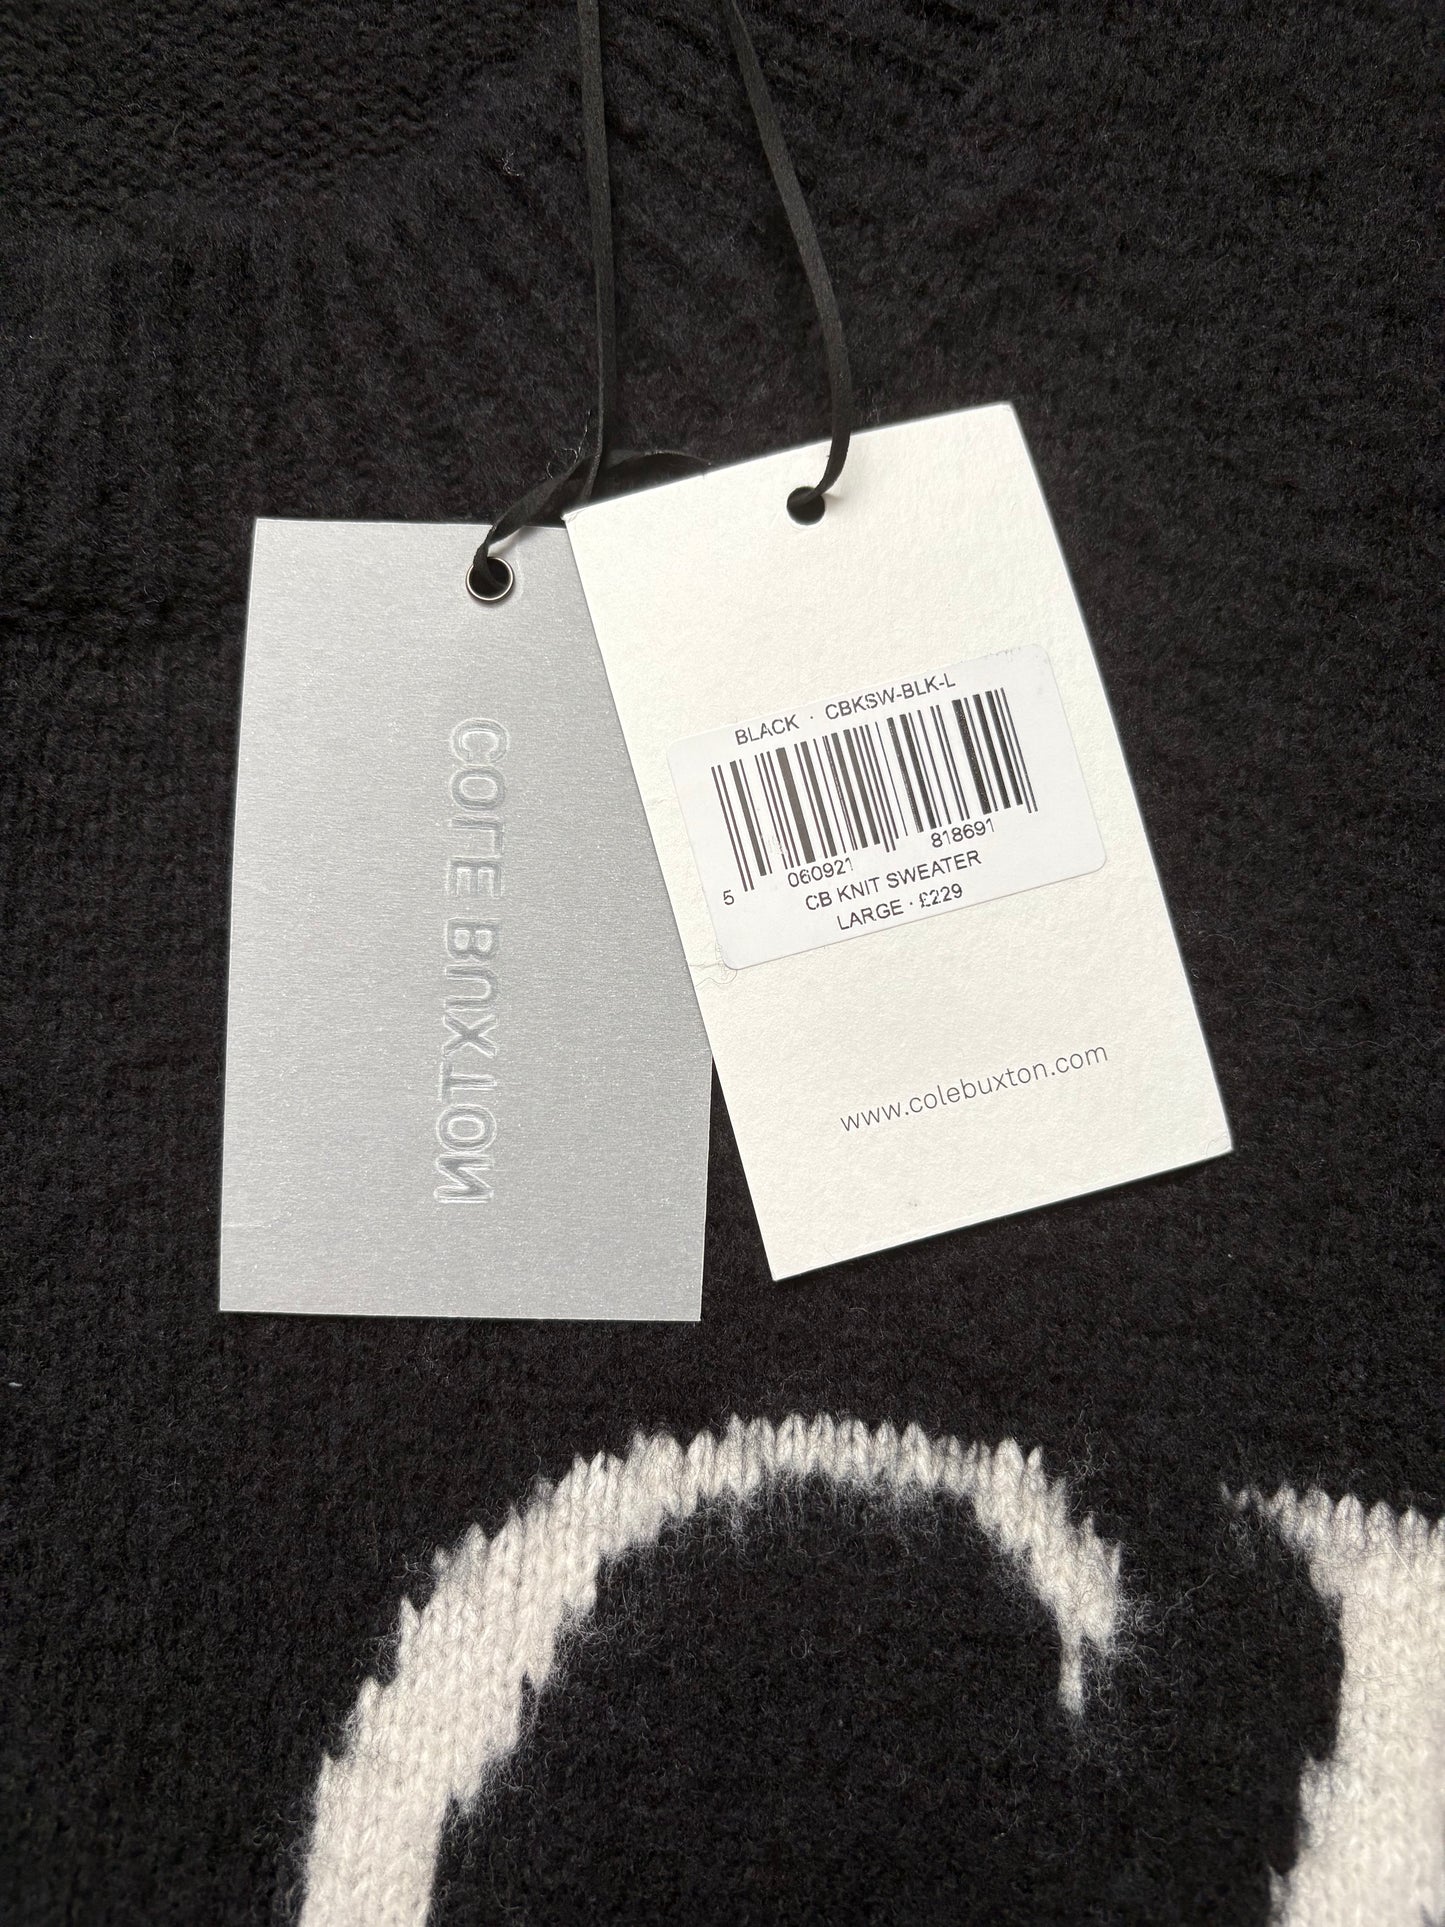 COLE BUXTON
BLACK · CBKSW-BLK-L
5 060921 818691
CB KNIT SWEATER
LARGE · £229
www.colebuxton.com